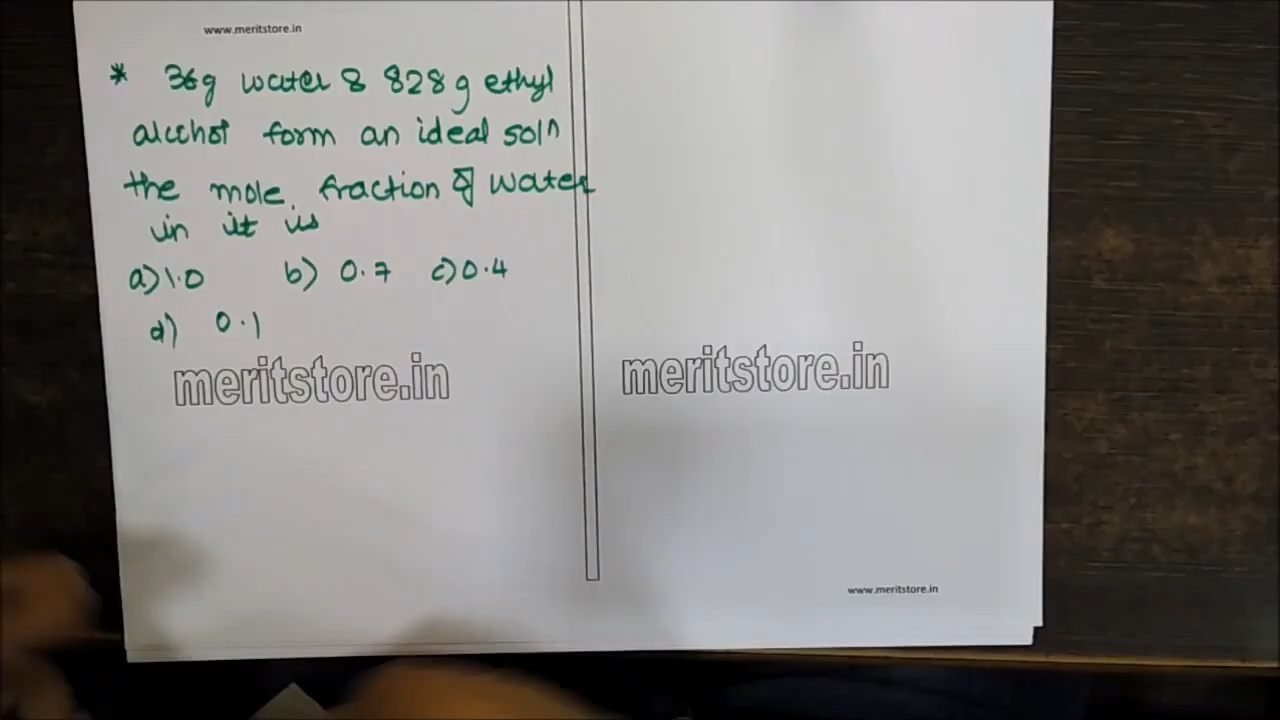 www.meritstore.in
* 36g water & 828g ethyl
alcohol form an ideal soln
the mole fraction of water
in it is
a) 1.0 b) 0.7 c) 0.4
d) 0.1
meritstore.in
meritstore.in
www.meritstore.in